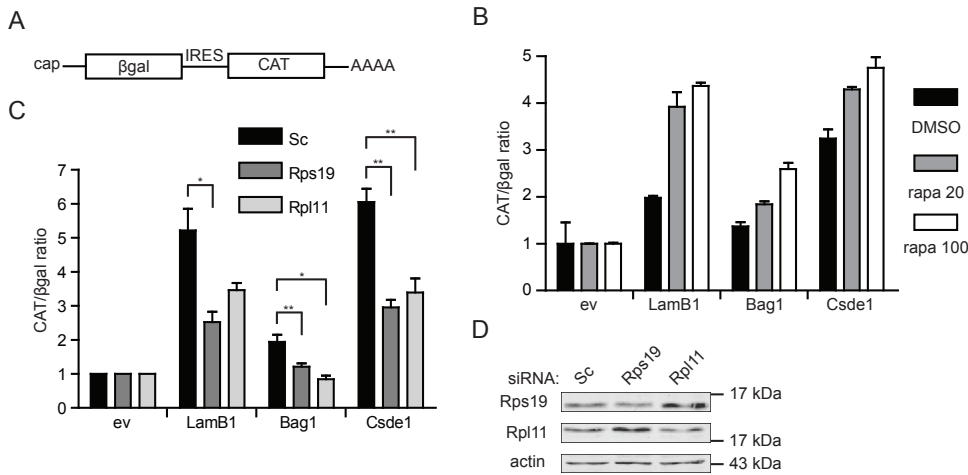 A
cap
βgal
IRES
CAT
AAAA
B
CAT/βgal ratio
5
4
3
2
1
0
ev
LamB1
Bag1
Csde1
DMSO
rapa 20
rapa 100
C
Sc
Rps19
Rpl11
CAT/βgal ratio
7
6
5
4
3
2
1
0
*
**
*
**
**
ev
LamB1
Bag1
Csde1
D
siRNA: Sc Rps19 Rpl11
Rps19 17 kDa
Rpl11 17 kDa
actin 43 kDa